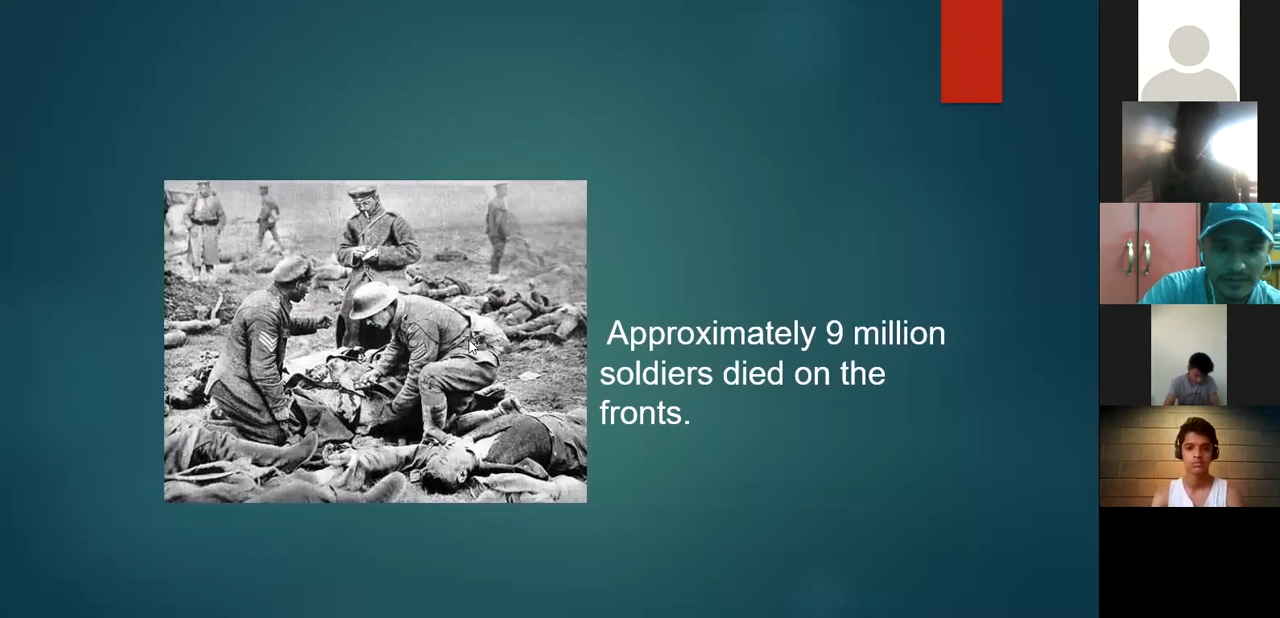 Approximately 9 million
soldiers died on the
fronts.